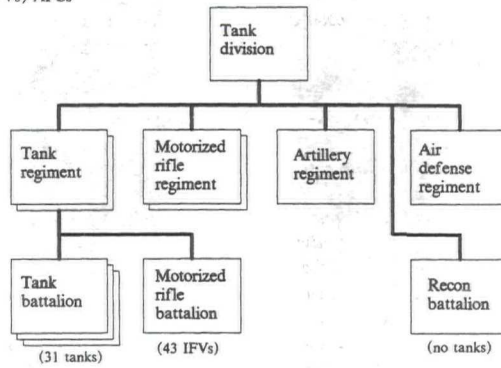 Tank
division
Tank
regiment
Motorized
rifle
regiment
Artillery
regiment
Air
defense
regiment
Tank
battalion
Motorized
rifle
battalion
Recon
battalion
(31 tanks)
(43 IFVs)
(no tanks)